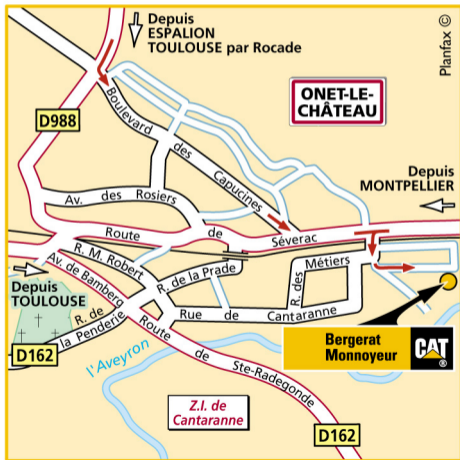 Depuis
ESPALION
TOULOUSE par Rocade
Planfax ©
ONET-LE-
CHÂTEAU
D988
Boulevard des Capucines
Depuis
MONTPELLIER
Av. des Rosiers
Route de Séverac
R. M. Robert
R. de la Prade
Métiers
R. des
Av. de Bamberg
Depuis
TOULOUSE
R. de
la Penderie
Rue de Cantaranne
D162
Route de Ste-Radegonde
l'Aveyron
Bergerat
Monnoyeur
CAT®
Z.I. de
Cantaranne
D162